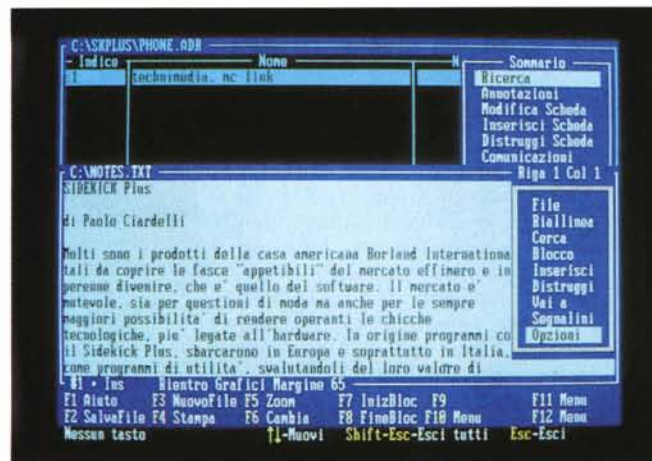 C:\SKPLUS\PHONE.ADR
Indice Nome N Sommario
1 technimedia, mc link
Ricerca
Annotazioni
Modifica Scheda
Inserisci Scheda
Distruggi Scheda
Comunicazioni
C:\NOTES.TXT Riga 1 Col 1
SIDEKICK Plus
di Paolo Ciardelli
Molti sono i prodotti della casa americana Borland Internationa
tali da coprire le fasce "appetibili" del mercato effimero e in
perenne divenire, che e' quello del software. Il mercato e'
mutevole, sia per questioni di moda ma anche per le sempre
maggiori possibilita' di rendere operanti le chicche
tecnologiche, piu' legate all'hardware. In origine programmi co
il Sidekick Plus, sbarcarono in Europa e soprattutto in Italia,
come programmi di utilita', svalutandoli del loro valore di
File
Riallinea
Cerca
Blocco
Inserisci
Distruggi
Vai a
Segnalini
Opzioni
#1 • Ins Rientro Grafici Margine 65
F1 Aiuto F3 NuovoFile F5 Zoom F7 InizBloc F9 F11 Menu
F2 SalvaFile F4 Stampa F6 Cambia F8 FineBloc F10 Menu F12 Menu
Nessun tasto ↑↓-Muovi Shift-Esc-Esci tutti Esc-Esci